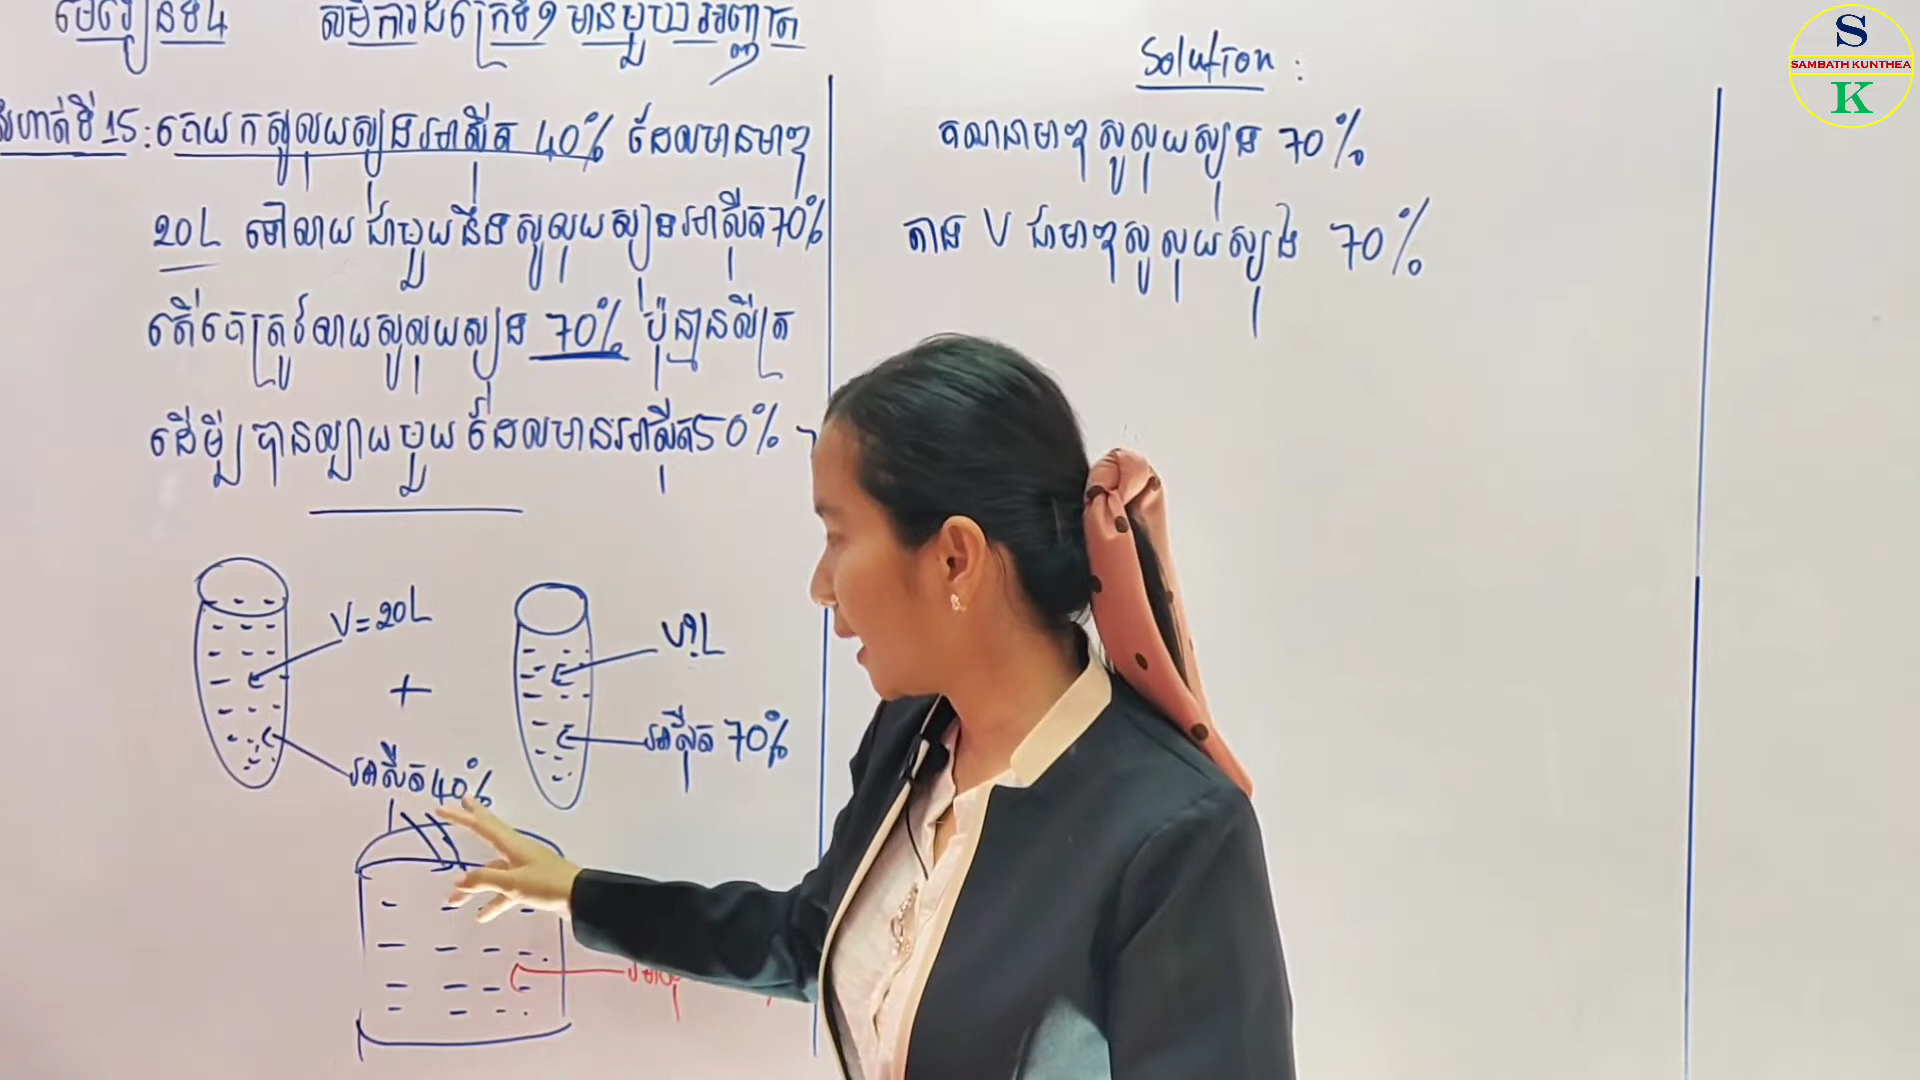 មេរៀនទី4 សមីការដឺក្រេទី១ មានមួយអញ្ញាត
លំហាត់ទី 15: គេយកសូលុយស្យុងអាស៊ីត 40% ដែលមានមាឌ
20L ទៅលាយជាមួយនឹងសូលុយស្យុងអាស៊ីត 70%
តើគេត្រូវលាយសូលុយស្យុង 70% ប៉ុន្មានលីត្រ
ដើម្បីបានល្បាយមួយដែលមានអាស៊ីត 50%
V = 20L
+
អាស៊ីត 40%
?L
អាស៊ីត 70%
Solution :
គណនាមាឌសូលុយស្យុង 70%
តាង V ជាមាឌសូលុយស្យុង 70%
S
SAMBATH KUNTHEA
K